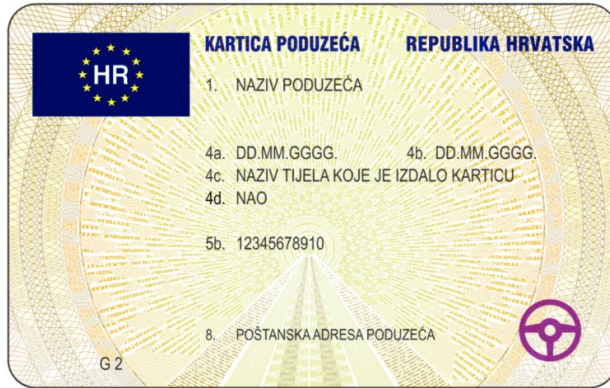 HR
KARTICA PODUZEĆA REPUBLIKA HRVATSKA
1. NAZIV PODUZEĆA
4a. DD.MM.GGGG. 4b. DD.MM.GGGG.
4c. NAZIV TIJELA KOJE JE IZDALO KARTICU
4d. NAO
5b. 12345678910
8. POŠTANSKA ADRESA PODUZEĆA
G 2